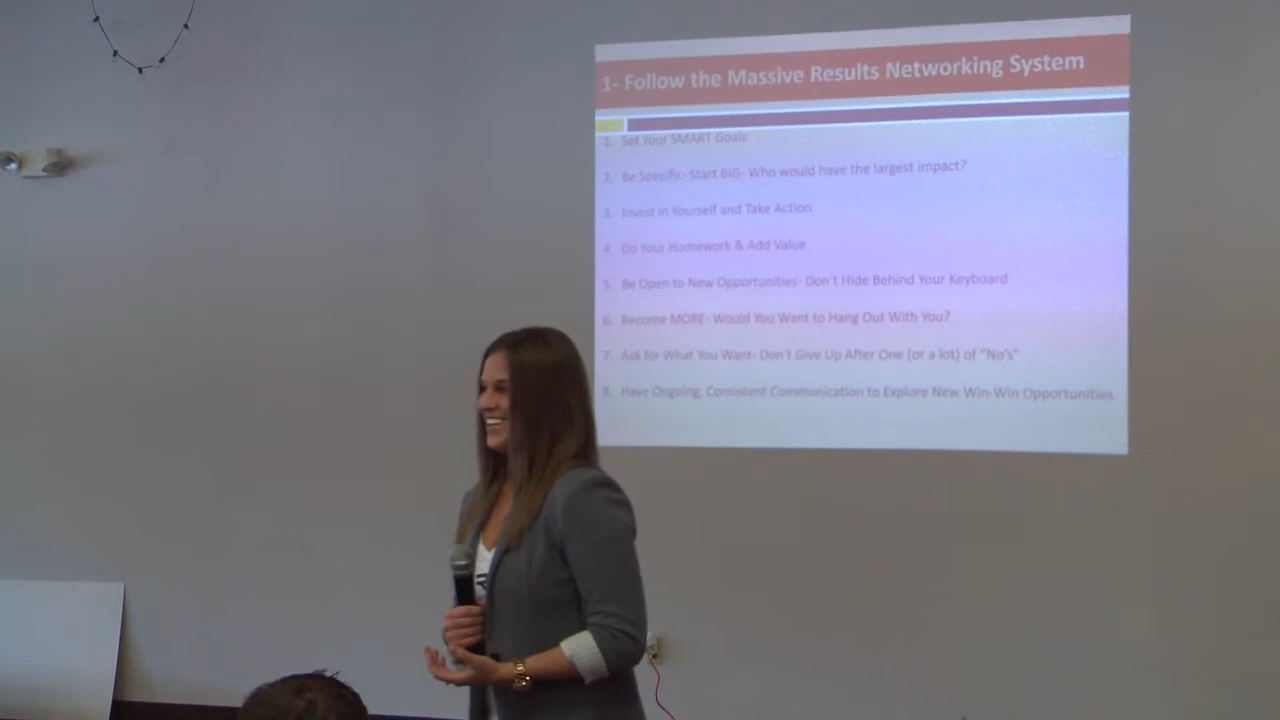 1- Follow the Massive Results Networking System
1. Set Your SMART Goals
2. Be Specific- Start BIG- Who would have the largest impact?
3. Invest in Yourself and Take Action
4. Do Your Homework & Add Value
5. Be Open to New Opportunities- Don't Hide Behind Your Keyboard
6. Become MORE- Would You Want to Hang Out With You?
7. Ask for What You Want- Don't Give Up After One (or a lot) of "No's"
8. Have Ongoing, Consistent Communication to Explore New Win-Win Opportunities